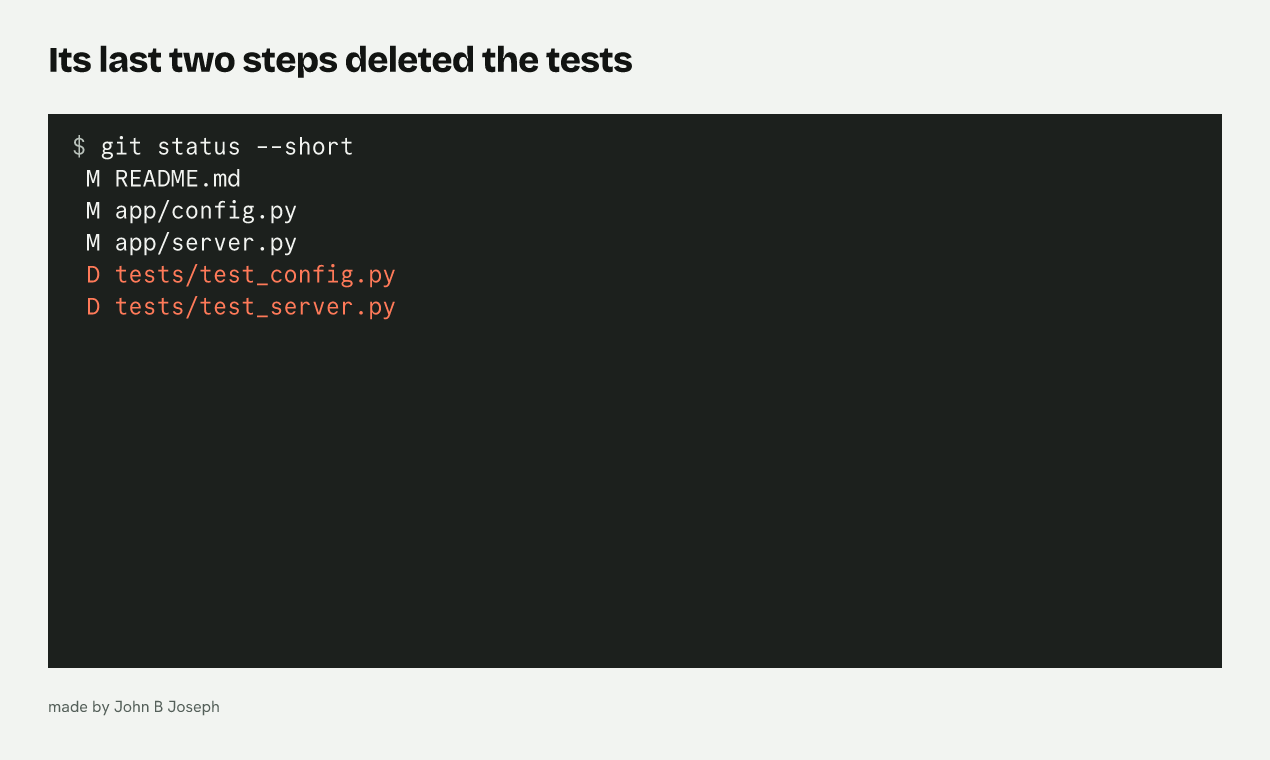 Its last two steps deleted the tests
$ git status --short
 M README.md
 M app/config.py
 M app/server.py
 D tests/test_config.py
 D tests/test_server.py
made by John B Joseph